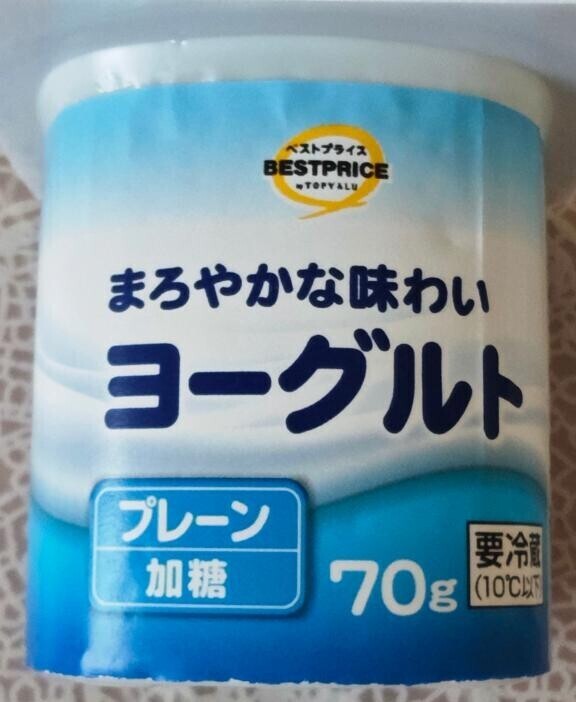 ベストプライス
BESTPRICE
by TOPVALU
まろやかな味わい
ヨーグルト
プレーン
加糖
70g
要冷蔵
(10℃以下)